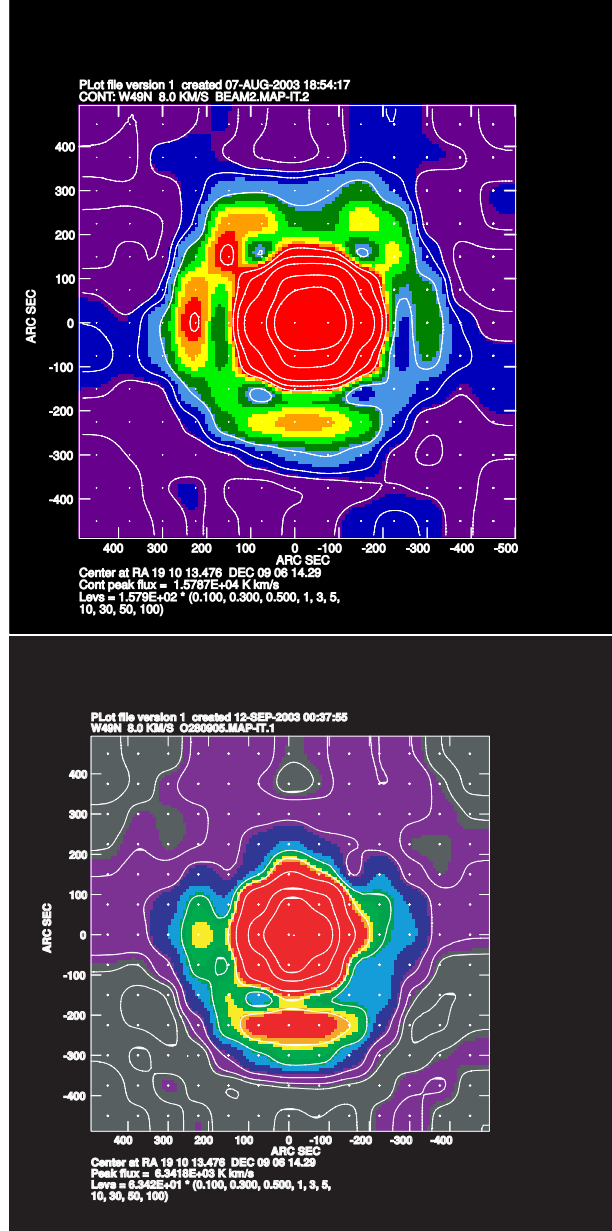 PLot file version 1 created 07-AUG-2003 18:54:17
CONT: W49N 8.0 KM/S BEAM2.MAP-IT.2
400
300
200
100
0
-100
-200
-300
-400
ARC SEC
400 300 200 100 0 -100 -200 -300 -400 -500
ARC SEC
Center at RA 19 10 13.476 DEC 09 06 14.29
Cont peak flux = 1.5787E+04 K km/s
Levs = 1.579E+02 * (0.100, 0.300, 0.500, 1, 3, 5,
10, 30, 50, 100)
PLot file version 1 created 12-SEP-2003 00:37:55
W49N 8.0 KM/S O280905.MAP-IT.1
400
300
200
100
0
-100
-200
-300
-400
ARC SEC
400 300 200 100 0 -100 -200 -300 -400
ARC SEC
Center at RA 19 10 13.476 DEC 09 06 14.29
Peak flux = 6.3418E+03 K km/s
Levs = 6.342E+01 * (0.100, 0.300, 0.500, 1, 3, 5,
10, 30, 50, 100)